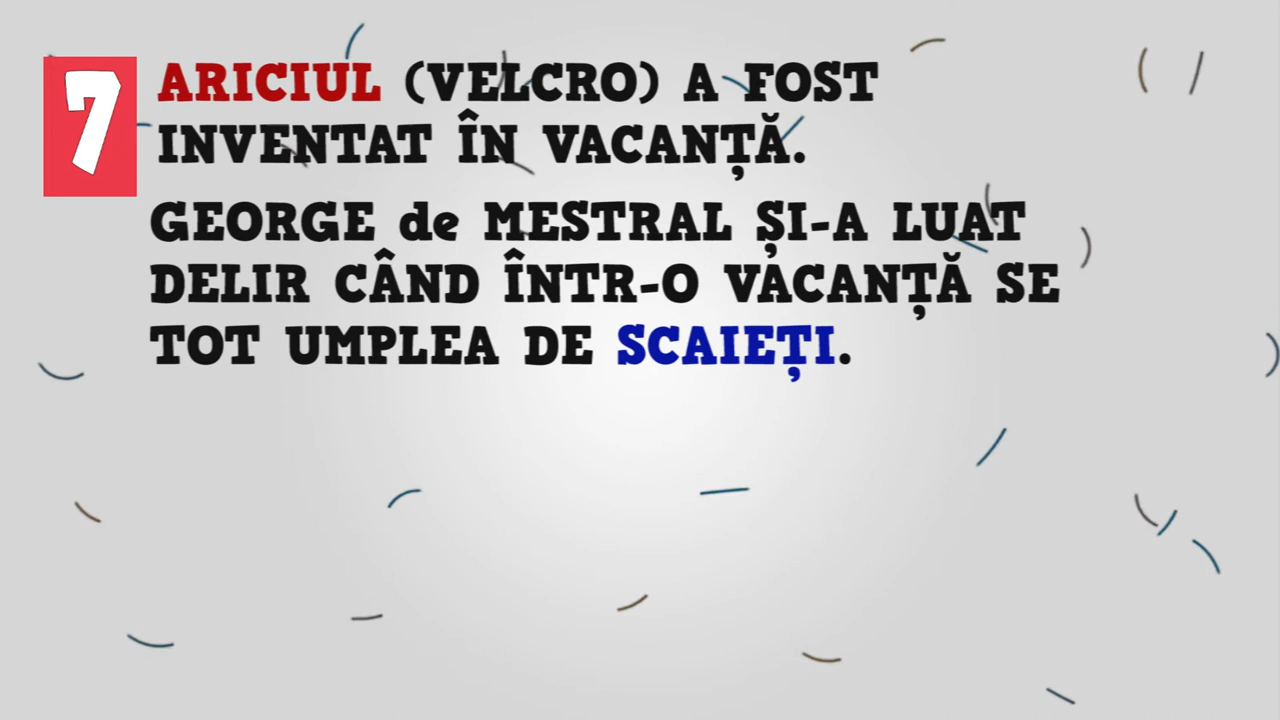 7
ARICIUL (VELCRO) A FOST
INVENTAT ÎN VACANȚĂ.
GEORGE de MESTRAL ȘI-A LUAT
DELIR CÂND ÎNTR-O VACANȚĂ SE
TOT UMPLEA DE SCAIEȚI.